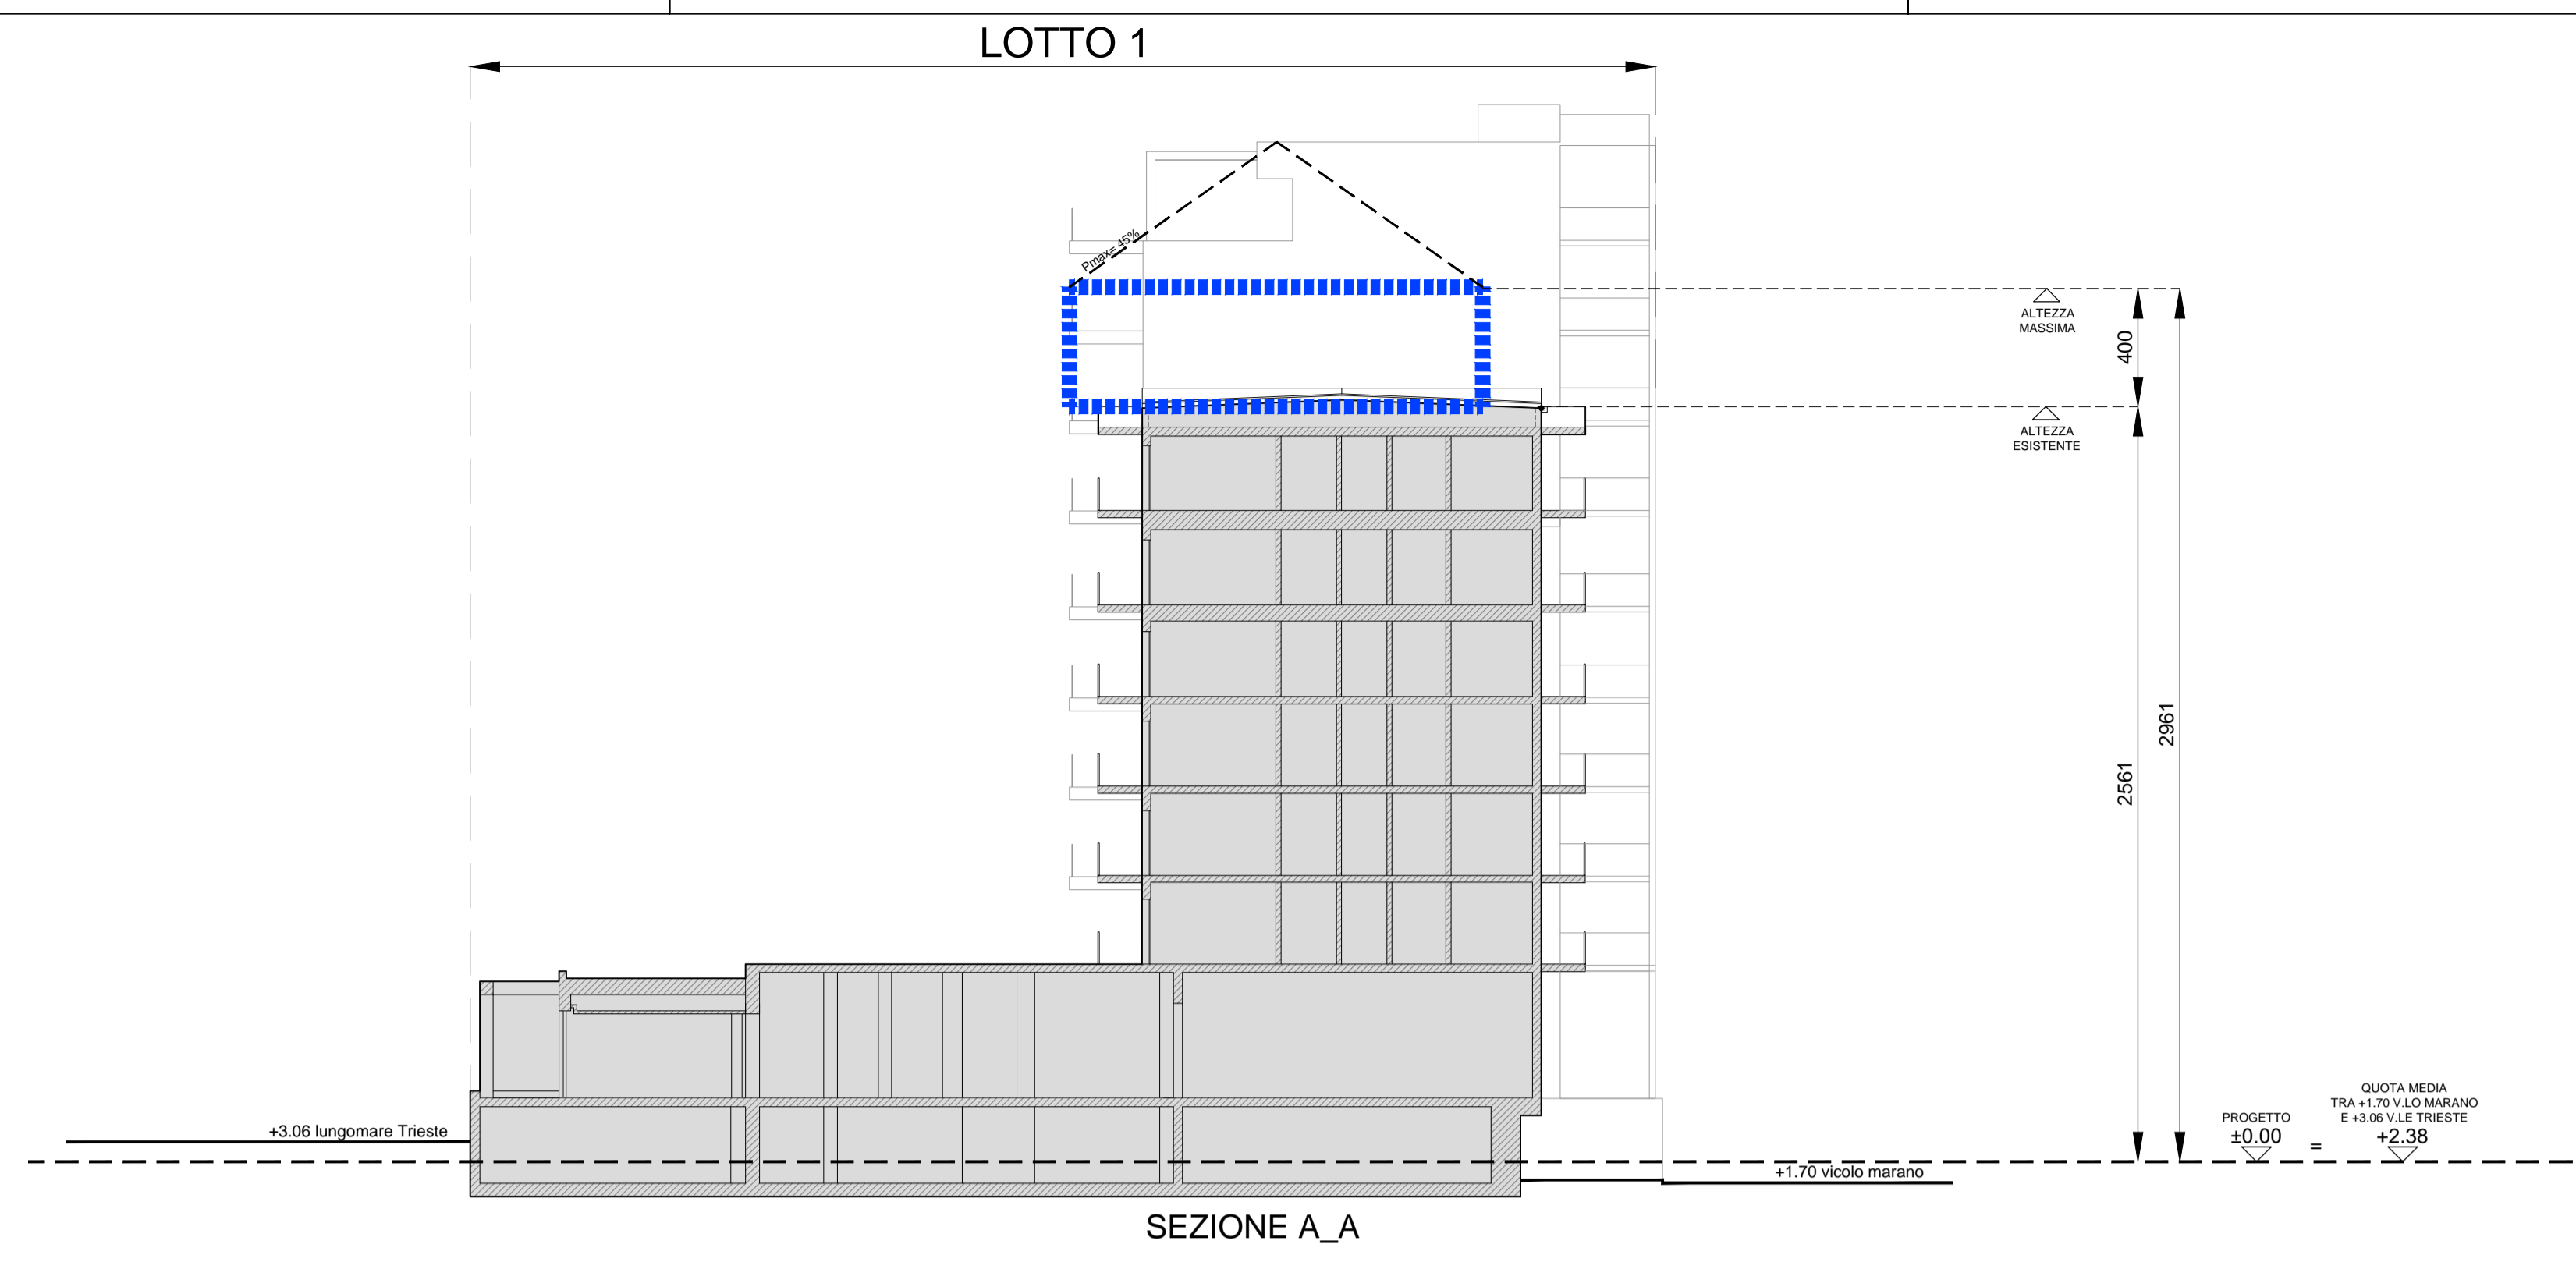 LOTTO 1
Pmax= 45%
ALTEZZA
MASSIMA
400
ALTEZZA
ESISTENTE
2961
2561
+3.06 lungomare Trieste
+1.70 vicolo marano
PROGETTO
±0.00
=
QUOTA MEDIA
TRA +1.70 V.LO MARANO
E +3.06 V.LE TRIESTE
+2.38
SEZIONE A_A